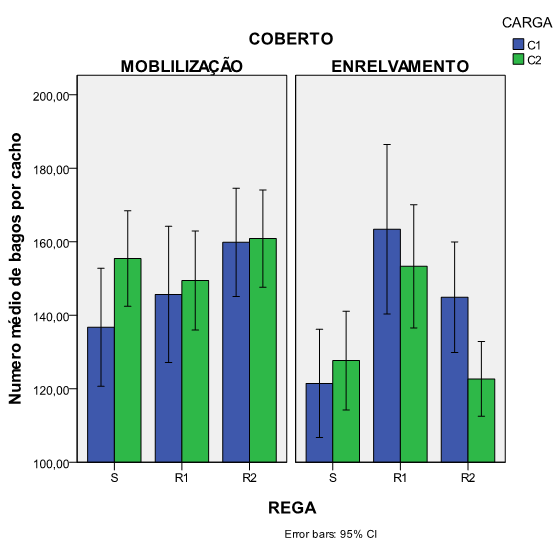 CARGA
C1
C2
COBERTO
MOBLILIZAÇÃO
ENRELVAMENTO
Numero médio de bagos por cacho
200,00
180,00
160,00
140,00
120,00
100,00
S R1 R2 S R1 R2
REGA
Error bars: 95% CI